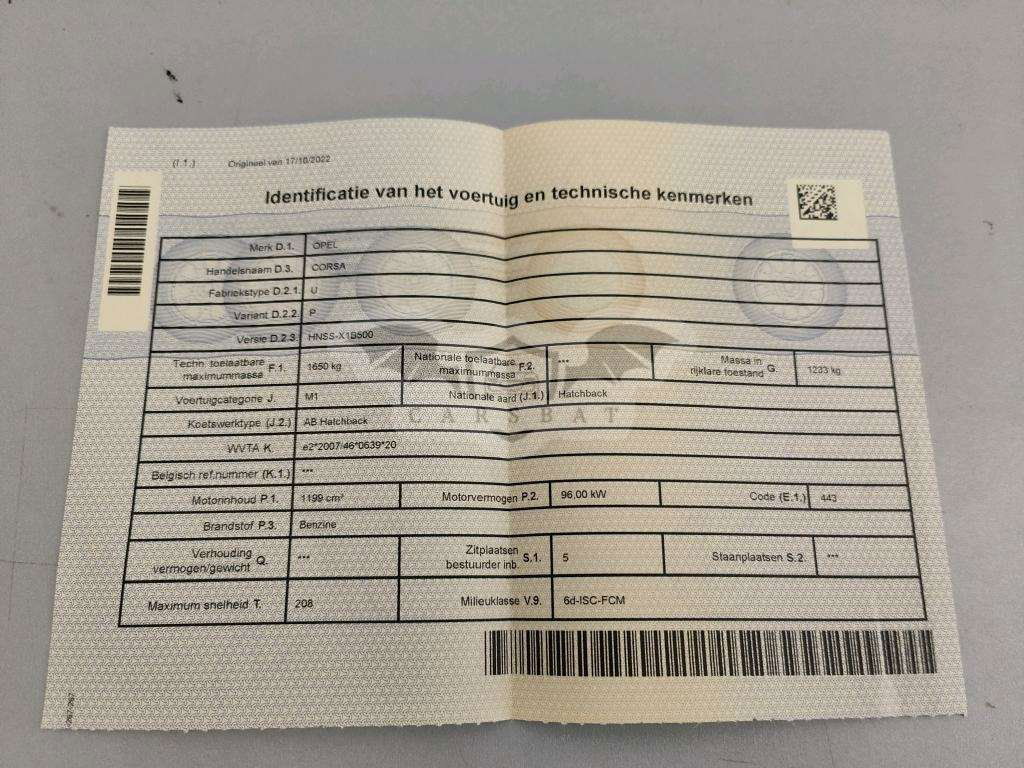 (I.1.) Origineel van 17/10/2022
Identificatie van het voertuig en technische kenmerken
Merk D.1. OPEL
Handelsnaam D.3. CORSA
Fabriekstype D.2.1. U
Variant D.2.2. P
Versie D.2.3. HNSS-X1B500
Techn. toelaatbare maximummassa F.1. 1650 kg Nationale toelaatbare maximummassa F.2. *** Massa in rijklare toestand G. 1233 kg
Voertuigcategorie J. M1 Nationale aard (J.1.) Hatchback
Koetswerktype (J.2.) AB Hatchback
CARSBAT
WVTA K. e2*2007/46*0639*20
Belgisch ref.nummer (K.1.) ***
Motorinhoud P.1. 1199 cm³ Motorvermogen P.2. 96,00 kW Code (E.1.) 443
Brandstof P.3. Benzine
Verhouding vermogen/gewicht Q. *** Zitplaatsen bestuurder inb. S.1. 5 Staanplaatsen S.2. ***
Maximum snelheid T. 208 Milieuklasse V.9. 6d-ISC-FCM